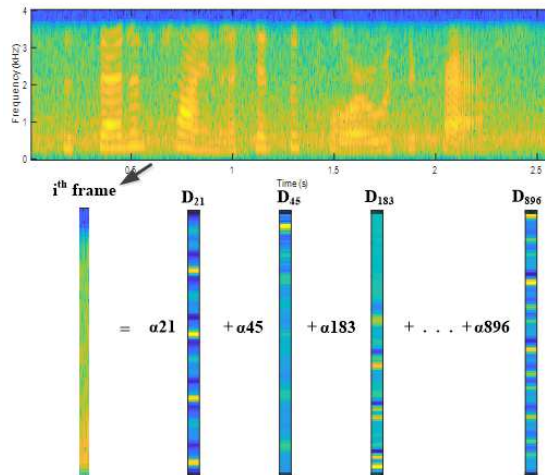 4
3
2
1
0
Frequency (kHz)
0.5 1 1.5 2 2.5
Time (s)
i^th frame D₂₁ D₄₅ D₁₈₃ D₈₉₆
= α21 + α45 + α183 + . . . + α896